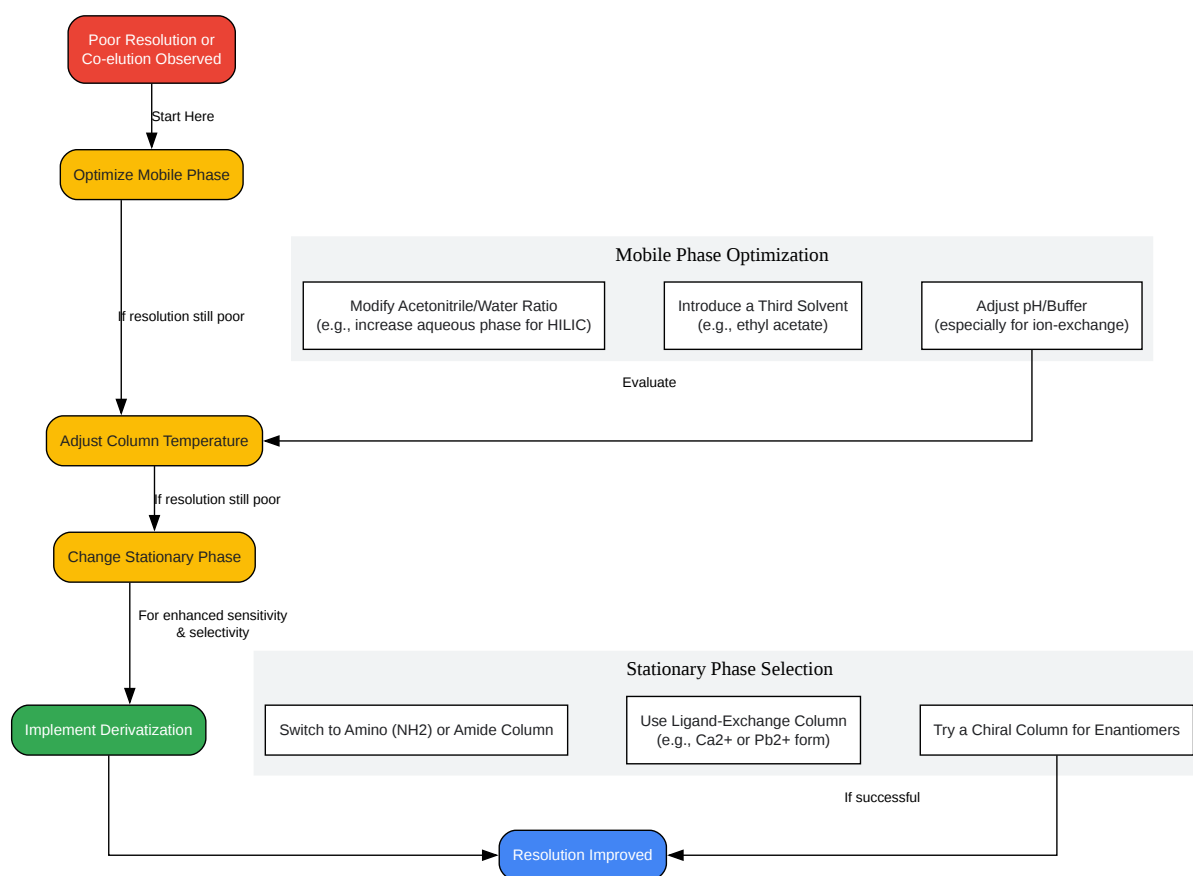 Poor Resolution or
Co-elution Observed
Start Here
Optimize Mobile Phase
If resolution still poor
Mobile Phase Optimization
Modify Acetonitrile/Water Ratio
(e.g., increase aqueous phase for HILIC)
Introduce a Third Solvent
(e.g., ethyl acetate)
Adjust pH/Buffer
(especially for ion-exchange)
Evaluate
Adjust Column Temperature
If resolution still poor
Change Stationary Phase
For enhanced sensitivity
& selectivity
Stationary Phase Selection
Implement Derivatization
Switch to Amino (NH2) or Amide Column
Use Ligand-Exchange Column
(e.g., Ca2+ or Pb2+ form)
Try a Chiral Column for Enantiomers
If successful
Resolution Improved